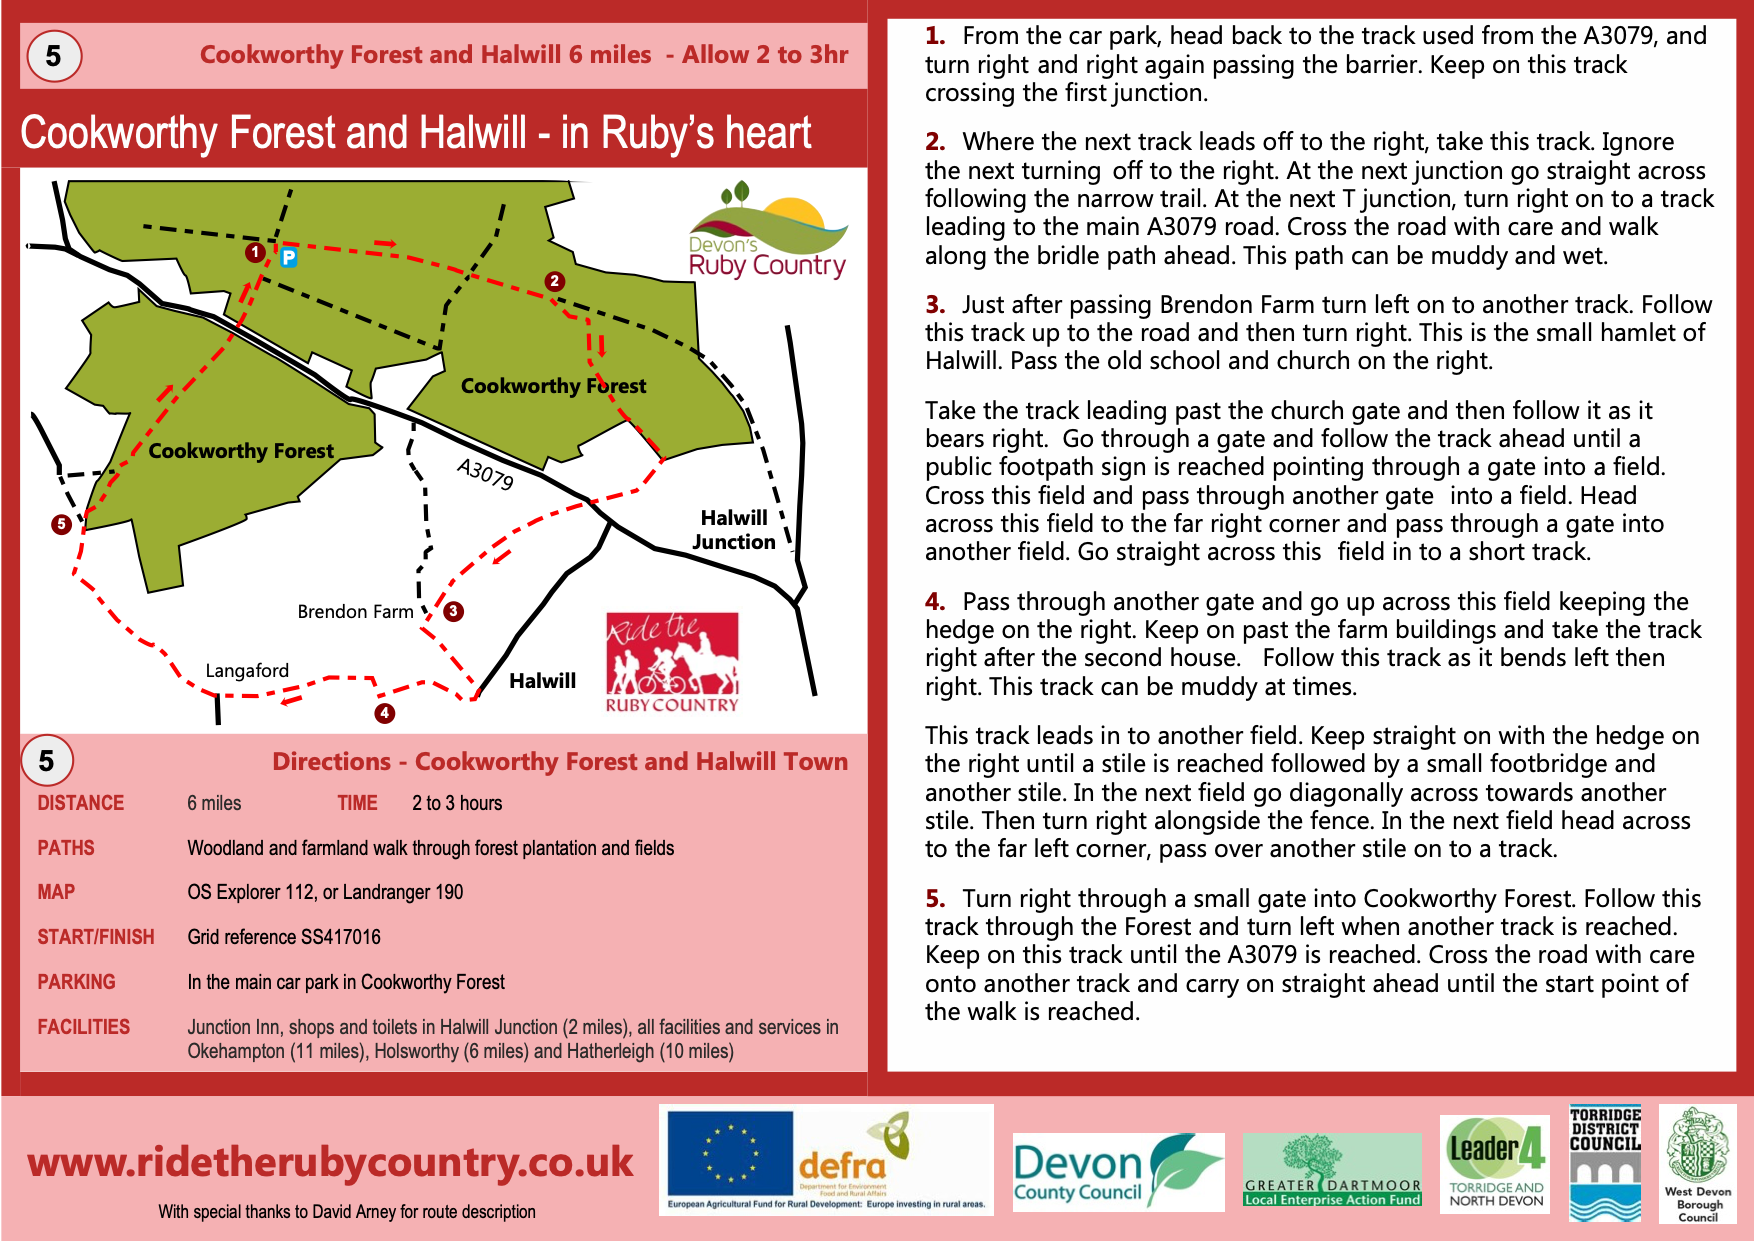 5
Cookworthy Forest and Halwill 6 miles - Allow 2 to 3hr
Cookworthy Forest and Halwill - in Ruby's heart
Devon's
Ruby Country
1
P
2
Cookworthy Forest
Cookworthy Forest
A3079
Halwill
Junction
5
Brendon Farm
3
Ride the
RUBY COUNTRY
Langaford
Halwill
4
5
Directions - Cookworthy Forest and Halwill Town
DISTANCE 6 miles TIME 2 to 3 hours
PATHS Woodland and farmland walk through forest plantation and fields
MAP OS Explorer 112, or Landranger 190
START/FINISH Grid reference SS417016
PARKING In the main car park in Cookworthy Forest
FACILITIES Junction Inn, shops and toilets in Halwill Junction (2 miles), all facilities and services in
Okehampton (11 miles), Holsworthy (6 miles) and Hatherleigh (10 miles)
1. From the car park, head back to the track used from the A3079, and
turn right and right again passing the barrier. Keep on this track
crossing the first junction.
2. Where the next track leads off to the right, take this track. Ignore
the next turning off to the right. At the next junction go straight across
following the narrow trail. At the next T junction, turn right on to a track
leading to the main A3079 road. Cross the road with care and walk
along the bridle path ahead. This path can be muddy and wet.
3. Just after passing Brendon Farm turn left on to another track. Follow
this track up to the road and then turn right. This is the small hamlet of
Halwill. Pass the old school and church on the right.
Take the track leading past the church gate and then follow it as it
bears right. Go through a gate and follow the track ahead until a
public footpath sign is reached pointing through a gate into a field.
Cross this field and pass through another gate into a field. Head
across this field to the far right corner and pass through a gate into
another field. Go straight across this field in to a short track.
4. Pass through another gate and go up across this field keeping the
hedge on the right. Keep on past the farm buildings and take the track
right after the second house. Follow this track as it bends left then
right. This track can be muddy at times.
This track leads in to another field. Keep straight on with the hedge on
the right until a stile is reached followed by a small footbridge and
another stile. In the next field go diagonally across towards another
stile. Then turn right alongside the fence. In the next field head across
to the far left corner, pass over another stile on to a track.
5. Turn right through a small gate into Cookworthy Forest. Follow this
track through the Forest and turn left when another track is reached.
Keep on this track until the A3079 is reached. Cross the road with care
onto another track and carry on straight ahead until the start point of
the walk is reached.
www.ridetherubycountry.co.uk
With special thanks to David Arney for route description
defra
Department for Environment
Food and Rural Affairs
European Agricultural Fund for Rural Development: Europe investing in rural areas.
Devon
County Council
GREATER DARTMOOR
Local Enterprise Action Fund
Leader4
TORRIDGE AND
NORTH DEVON
TORRIDGE
DISTRICT
COUNCIL
West Devon
Borough
Council